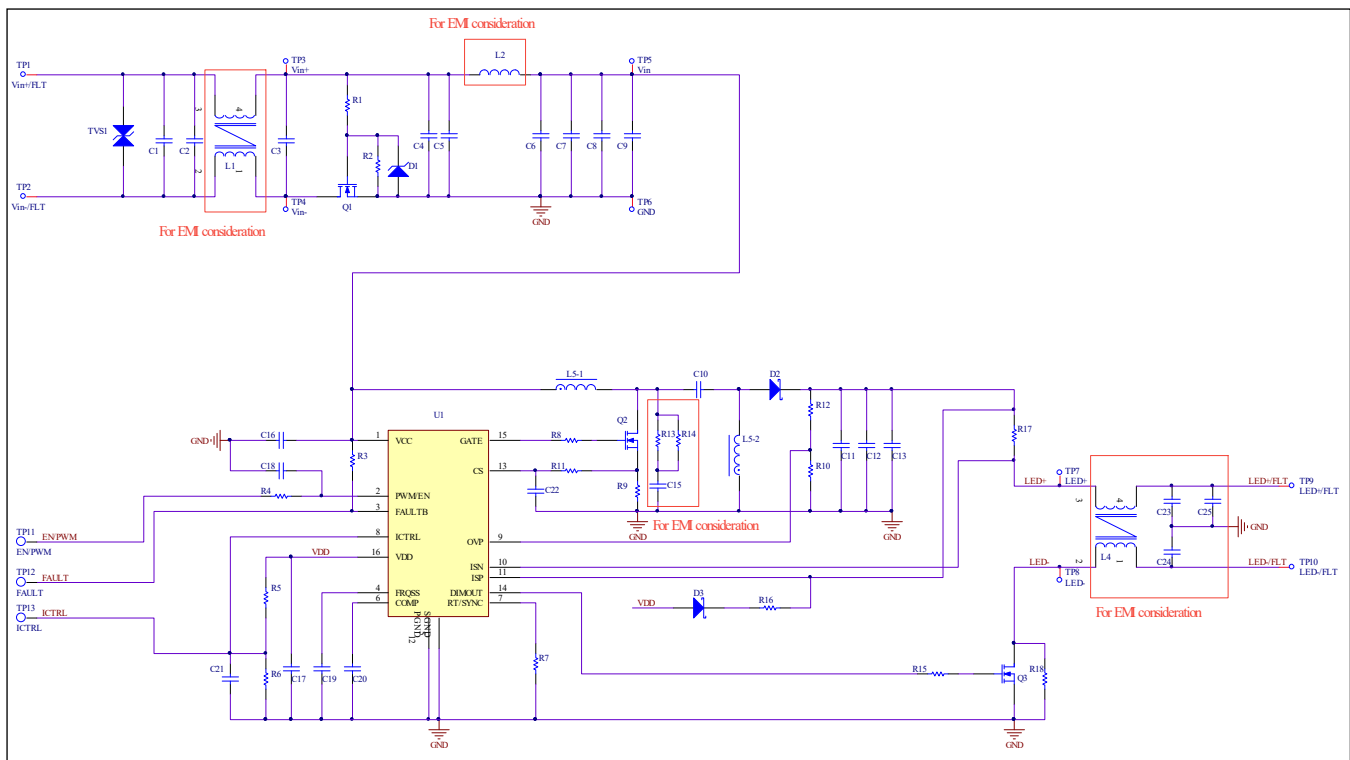 For EMI consideration
L2
TP1
Vin+/FLT
TP3
Vin+
TP5
Vin
3
4
R1
TVS1
C1
C2
C3
R2
D1
C4
C5
C6
C7
C8
C9
L1
2
1
TP2
Vin-/FLT
TP4
Vin-
Q1
GND
TP6
GND
For EMI consideration
L5-1
C10
D2
U1
Q2
R13
R14
R12
R17
GND
C16
1
VCC
GATE
15
R8
L5-2
C11
C12
C13
R3
C18
CS
13
R11
R10
R4
2
PWM/EN
C22
R9
C15
3
FAULTB
GND
For EMI consideration
GND
LED+
TP7
LED+
3
4
C23
C25
LED+/FLT
TP9
LED+/FLT
GND
TP11
EN/PWM
EN/PWM
8
ICTRL
OVP
9
VDD
16
VDD
ISN
10
ISP
11
L4
2
1
C24
LED-
TP8
LED-
LED-/FLT
TP10
LED-/FLT
TP12
FAULT
FAULT
R5
4
FRQSS
DIMOUT
14
6
COMP
RT/SYNC
7
VDD
D3
R16
For EMI consideration
TP13
ICTRL
ICTRL
SGND
PGND
12
C21
R6
C17
C19
C20
R7
R15
Q3
R18
GND
GND